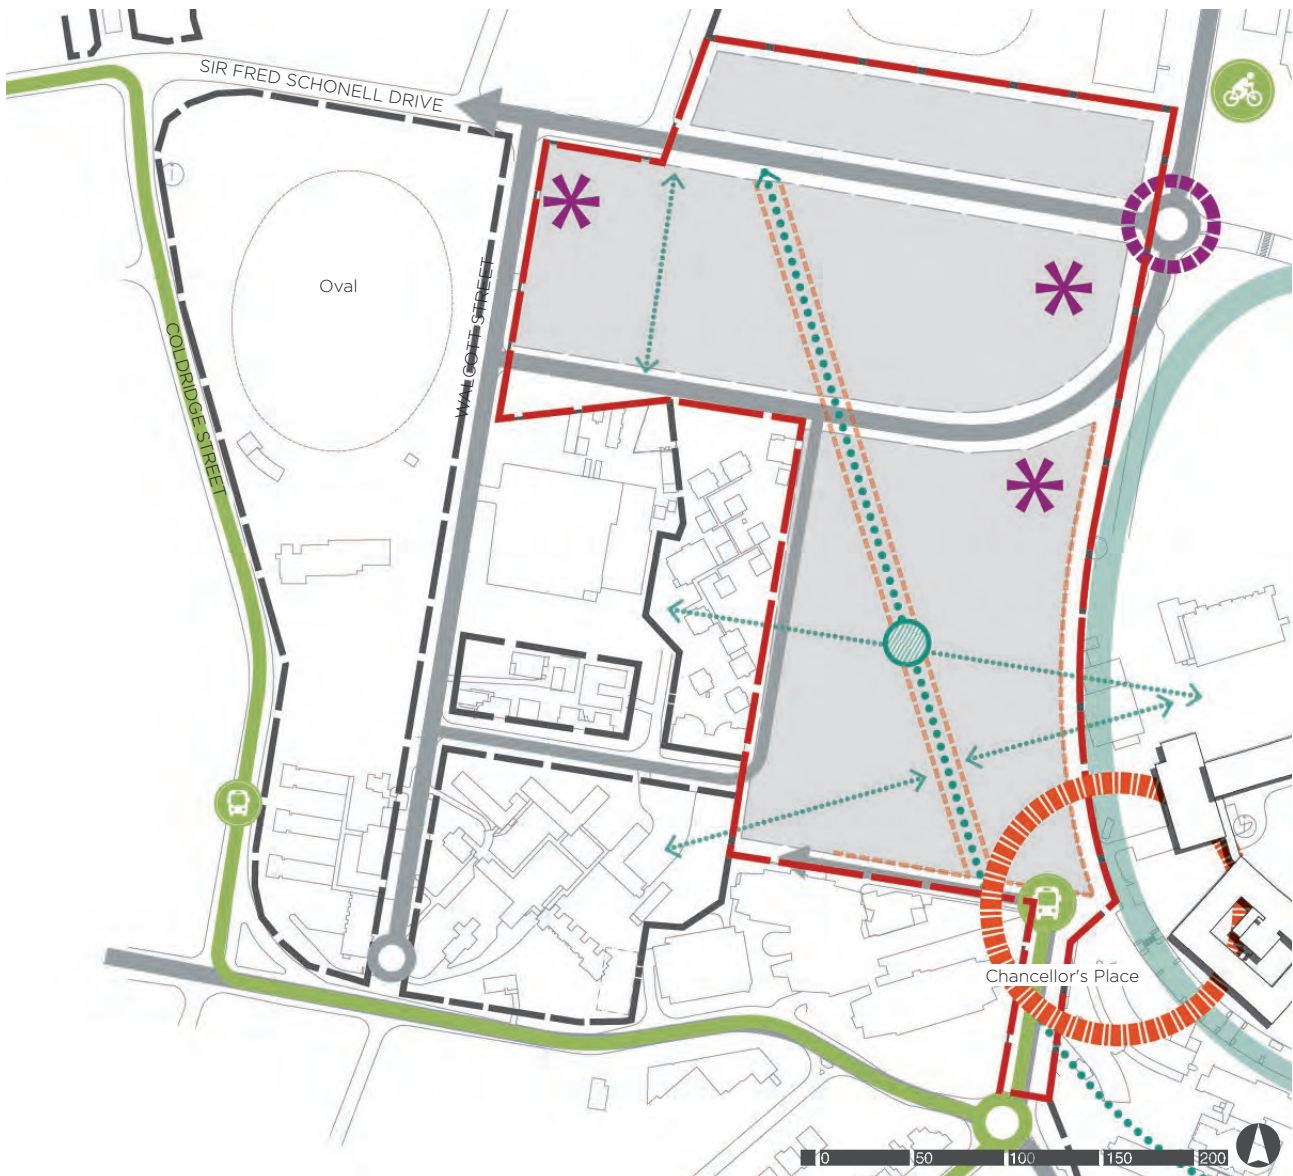 SIR FRED SCHONELL DRIVE
Oval
WALCOTT STREET
COLDRIDGE STREET
Chancellor's Place
0 50 100 150 200